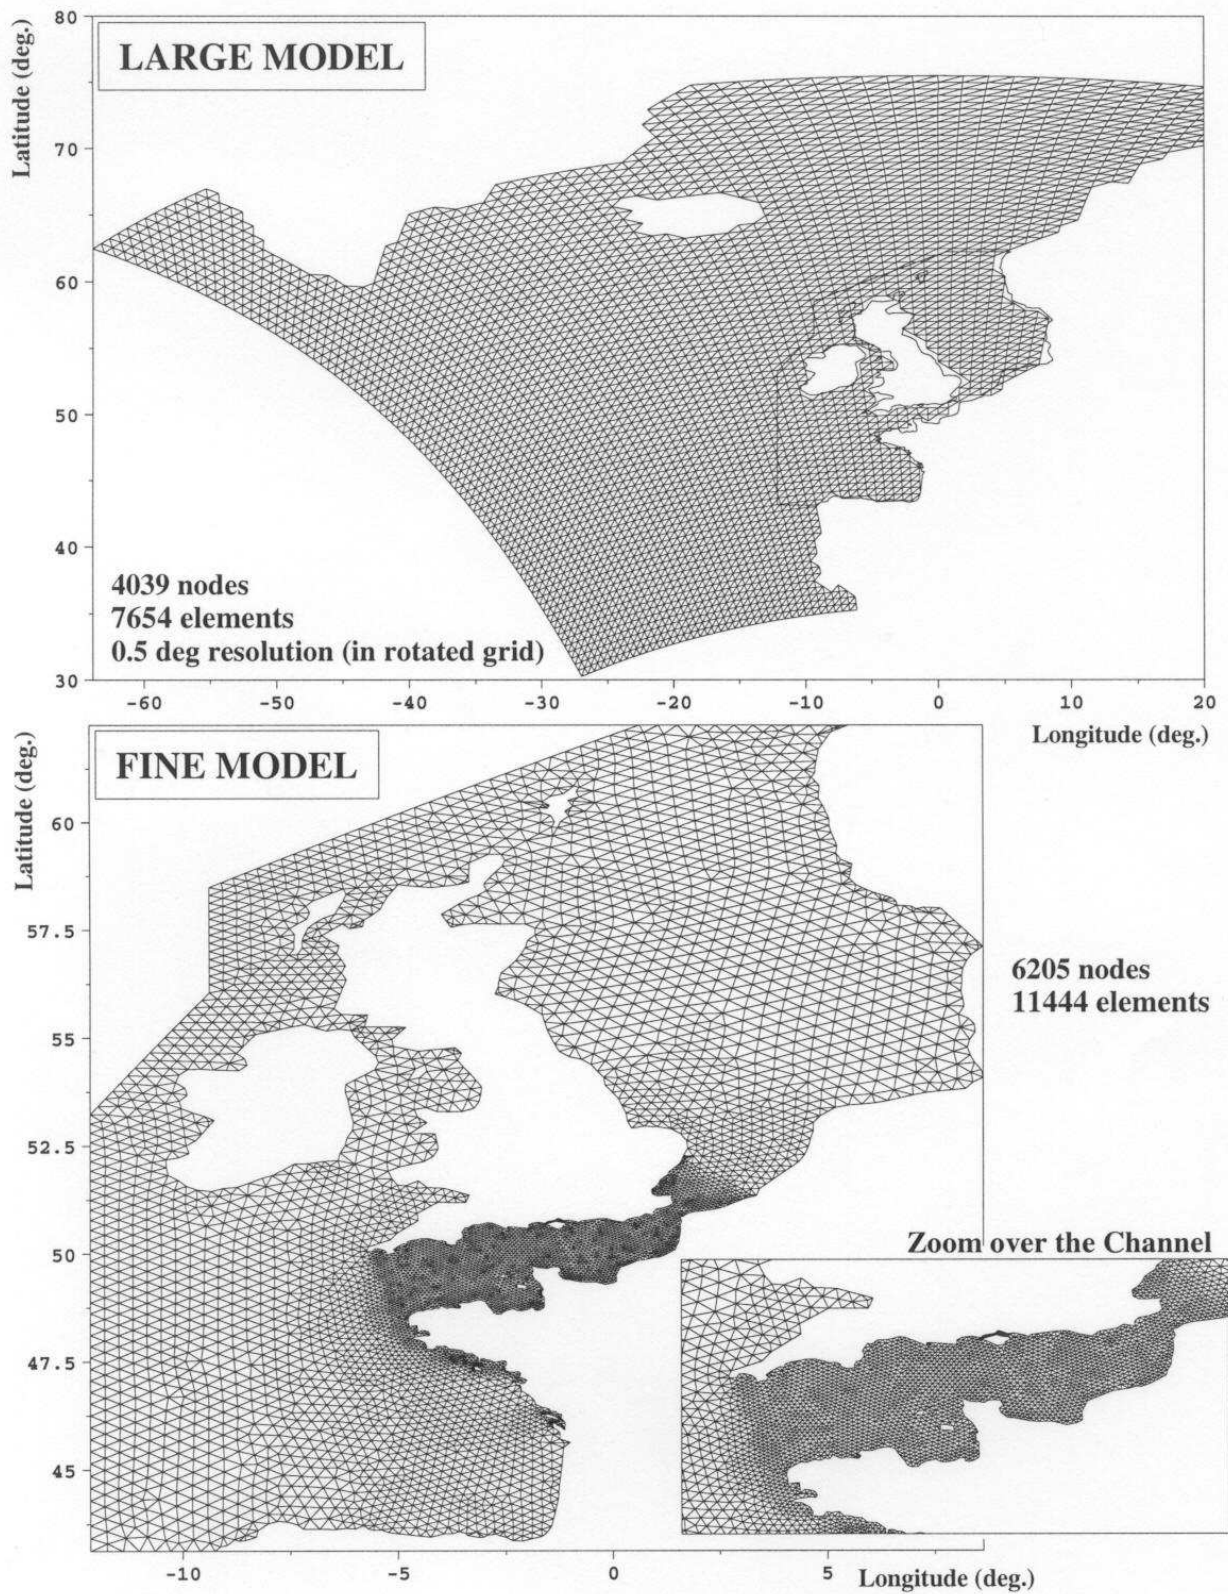 LARGE MODEL
Latitude (deg.)
80
70
60
50
40
30
4039 nodes
7654 elements
0.5 deg resolution (in rotated grid)
-60 -50 -40 -30 -20 -10 0 10 20
Longitude (deg.)
FINE MODEL
Latitude (deg.)
60
57.5
55
52.5
50
47.5
45
6205 nodes
11444 elements
Zoom over the Channel
-10 -5 0 5
Longitude (deg.)